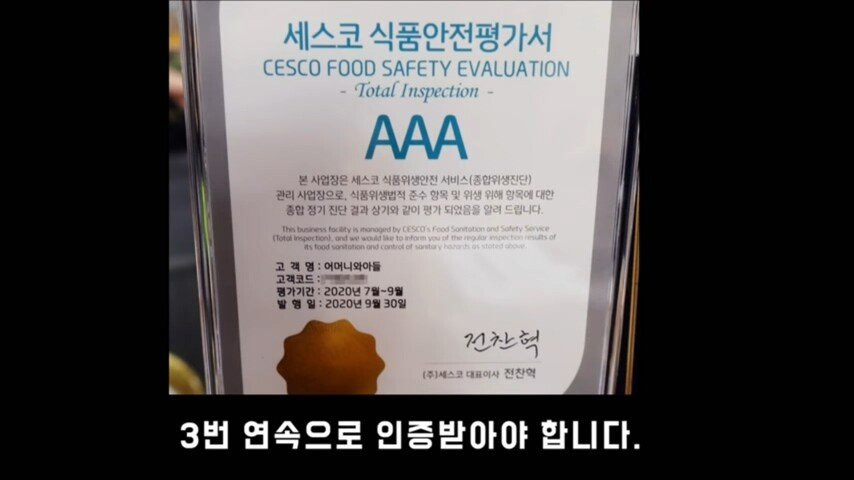 세스코 식품안전평가서
CESCO FOOD SAFETY EVALUATION
- Total Inspection -
AAA
본 사업장은 세스코 식품위생안전 서비스(종합위생진단)
관리 사업장으로, 식품위생법적 준수 항목 및 위생 위해 항목에 대한
종합 정기 진단 결과 상기와 같이 평가 되었음을 알려 드립니다.
This business facility is managed by CESCO's Food Sanitation and Safety Service
(Total Inspection), and we would like to inform you of the regular inspection results of
its food sanitation and control of sanitary hazards as stated above.
고 객 명 : 어머니와아들
고객코드 :
평가기간 : 2020년 7월~9월
발 행 일 : 2020년 9월 30일
전찬혁
(주)세스코 대표이사 전찬혁
3번 연속으로 인증받아야 합니다.